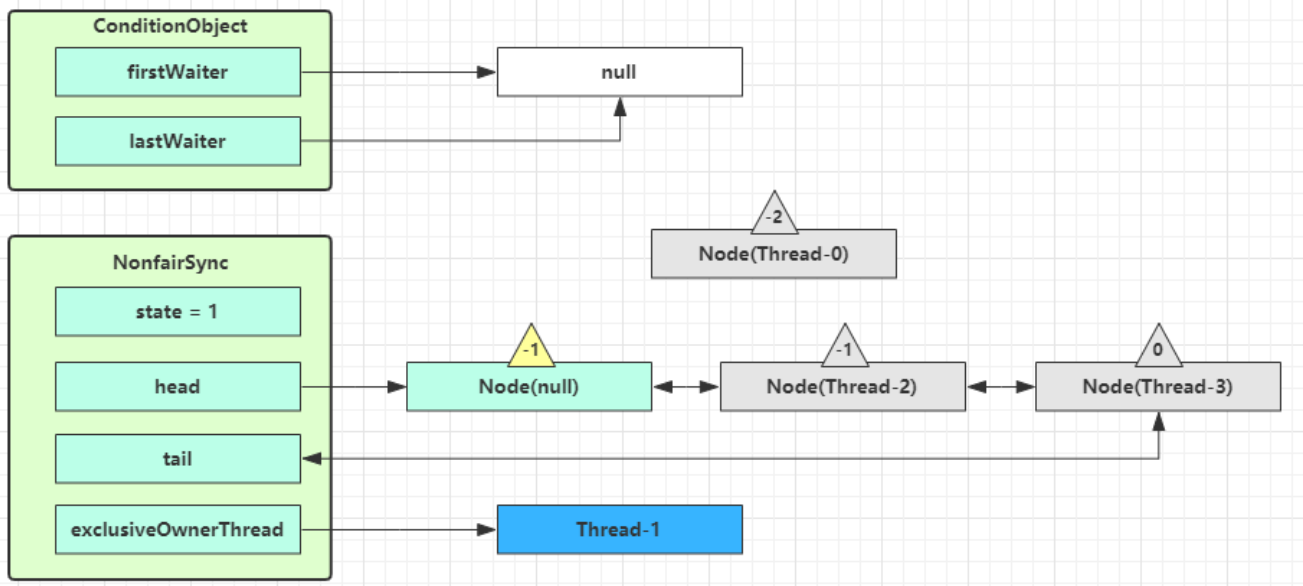 ConditionObject
firstWaiter
null
lastWaiter
-2
Node(Thread-0)
NonfairSync
state = 1
-1
-1
0
head
Node(null)
Node(Thread-2)
Node(Thread-3)
tail
exclusiveOwnerThread
Thread-1